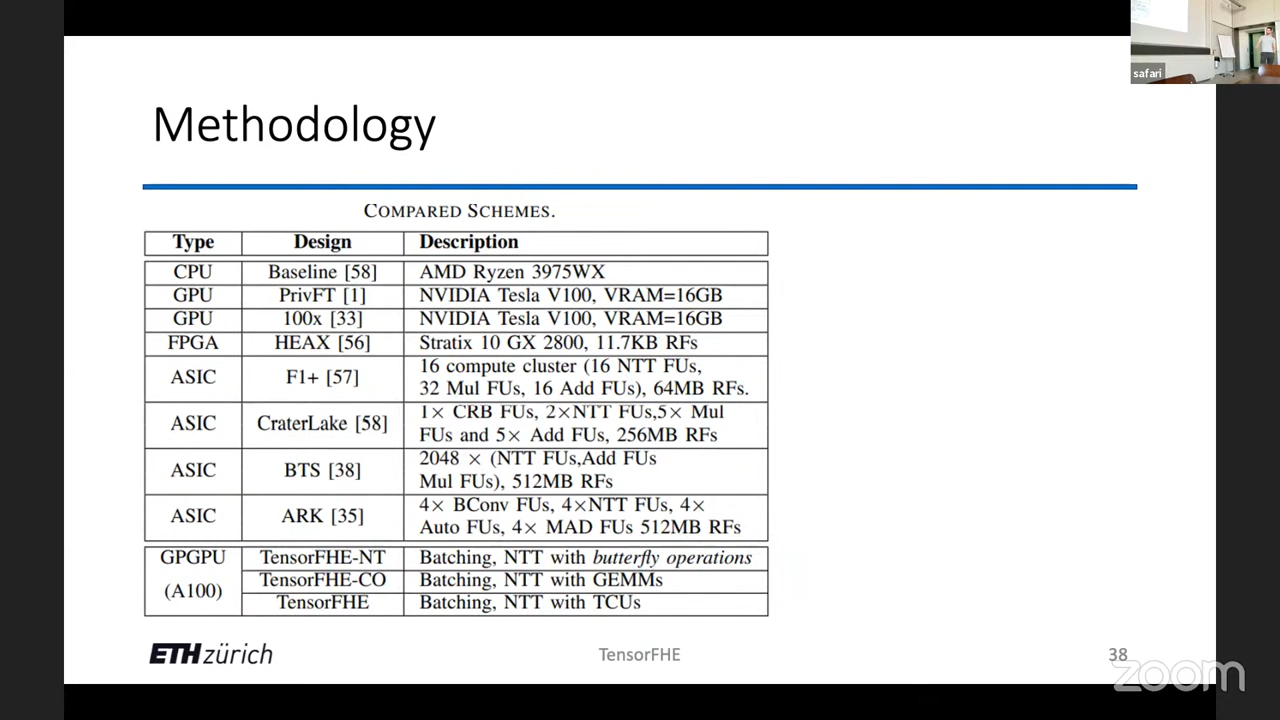 safari
Methodology
COMPARED SCHEMES.
Type Design Description
CPU Baseline [58] AMD Ryzen 3975WX
GPU PrivFT [1] NVIDIA Tesla V100, VRAM=16GB
GPU 100x [33] NVIDIA Tesla V100, VRAM=16GB
FPGA HEAX [56] Stratix 10 GX 2800, 11.7KB RFs
ASIC F1+ [57] 16 compute cluster (16 NTT FUs,
32 Mul FUs, 16 Add FUs), 64MB RFs.
ASIC CraterLake [58] 1× CRB FUs, 2×NTT FUs,5× Mul
FUs and 5× Add FUs, 256MB RFs
ASIC BTS [38] 2048 × (NTT FUs,Add FUs
Mul FUs), 512MB RFs
ASIC ARK [35] 4× BConv FUs, 4×NTT FUs, 4×
Auto FUs, 4× MAD FUs 512MB RFs
GPGPU TensorFHE-NT Batching, NTT with butterfly operations
(A100) TensorFHE-CO Batching, NTT with GEMMs
TensorFHE Batching, NTT with TCUs
ETH zürich
TensorFHE
38
zoom